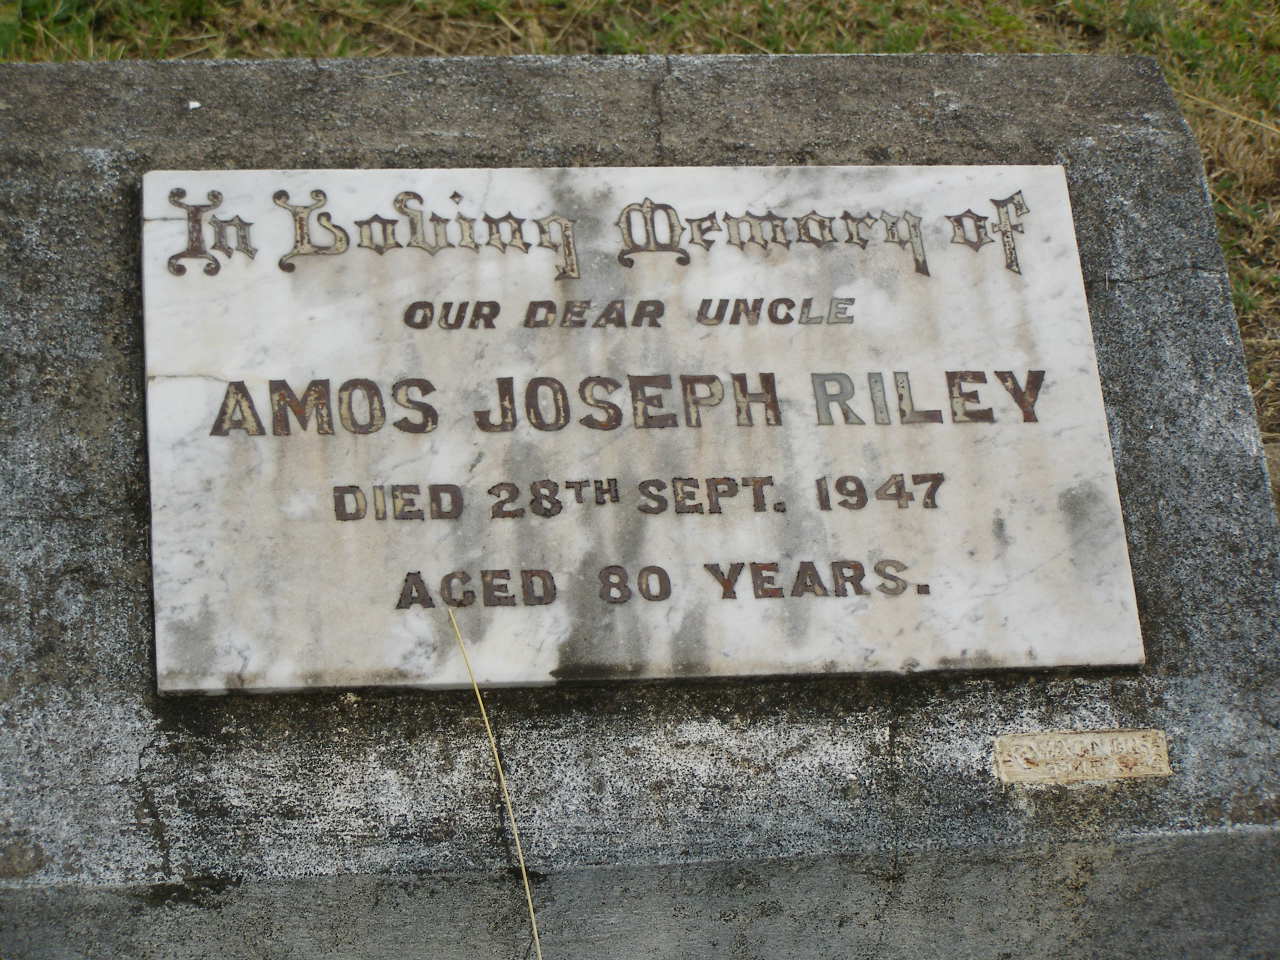 In Loving Memory of
OUR DEAR UNCLE
AMOS JOSEPH RILEY
DIED 28TH SEPT. 1947
AGED 80 YEARS.